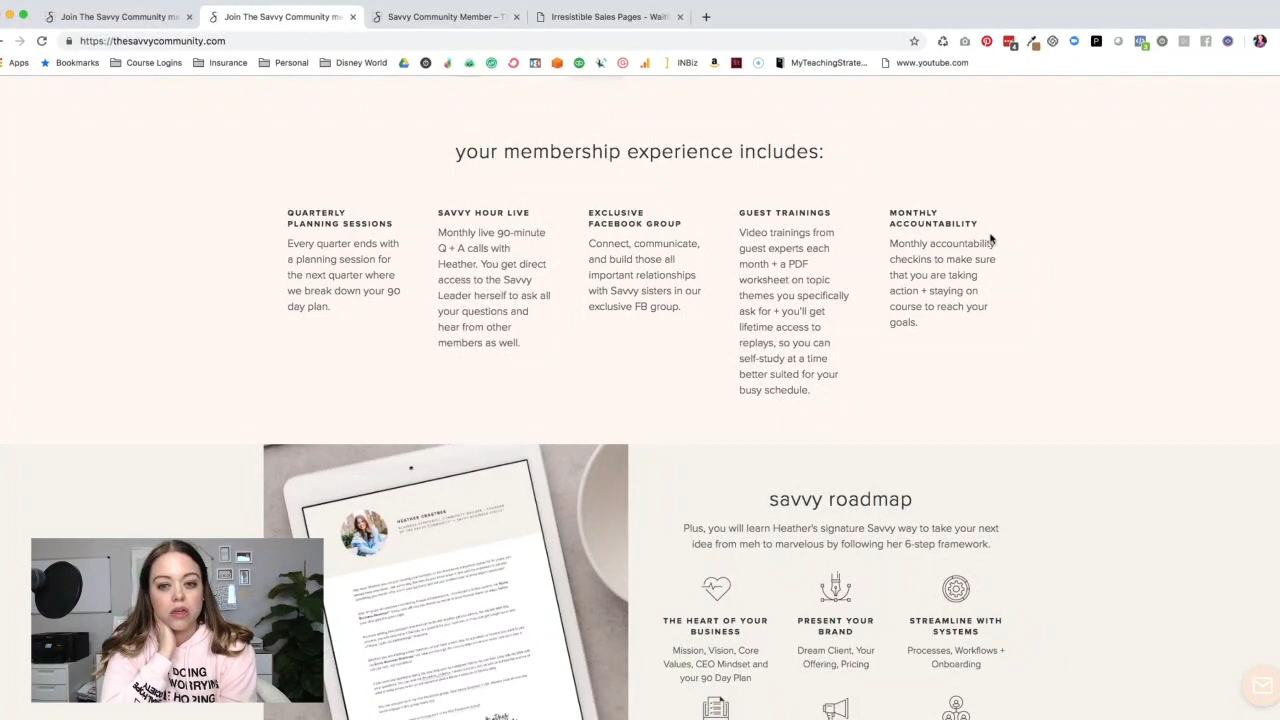 Join The Savvy Community me
Join The Savvy Community me
Savvy Community Member – T
Irresistible Sales Pages - Wait
https://thesavvycommunity.com
Apps
Bookmarks
Course Logins
Insurance
Personal
Disney World
INBiz
MyTeachingStrate...
www.youtube.com
your membership experience includes:
QUARTERLY
PLANNING SESSIONS
Every quarter ends with
a planning session for
the next quarter where
we break down your 90
day plan.
SAVVY HOUR LIVE
Monthly live 90-minute
Q + A calls with
Heather. You get direct
access to the Savvy
Leader herself to ask all
your questions and
hear from other
members as well.
EXCLUSIVE
FACEBOOK GROUP
Connect, communicate,
and build those all
important relationships
with Savvy sisters in our
exclusive FB group.
GUEST TRAININGS
Video trainings from
guest experts each
month + a PDF
worksheet on topic
themes you specifically
ask for + you'll get
lifetime access to
replays, so you can
self-study at a time
better suited for your
busy schedule.
MONTHLY
ACCOUNTABILITY
Monthly accountability
checkins to make sure
that you are taking
action + staying on
course to reach your
goals.
HEATHER CRABTREE
savvy roadmap
Plus, you will learn Heather's signature Savvy way to take your next
idea from meh to marvelous by following her 6-step framework.
THE HEART OF YOUR
BUSINESS
Mission, Vision, Core
Values, CEO Mindset and
your 90 Day Plan
PRESENT YOUR
BRAND
Dream Client, Your
Offering, Pricing
STREAMLINE WITH
SYSTEMS
Processes, Workflows +
Onboarding